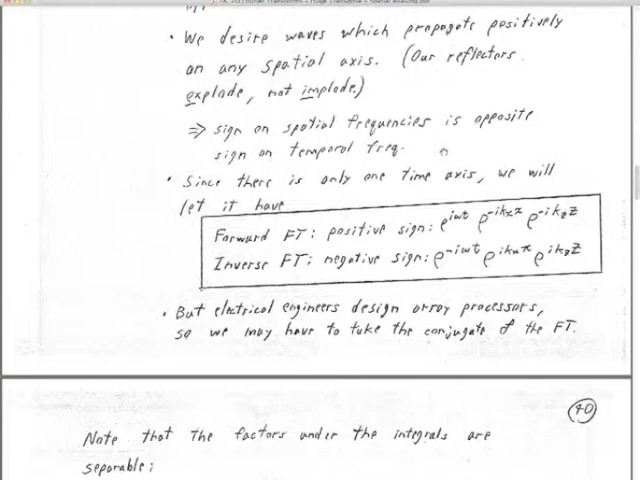 • We desire waves which propagate positively
on any spatial axis. (Our reflectors
explode, not implode.)
⇒ sign on spatial frequencies is opposite
sign on temporal freq.
• Since there is only one time axis, we will
let it have
Forward FT: positive sign: e^{iωt} e^{-ik_x x} e^{-ik_z z}
Inverse FT: negative sign: e^{-iωt} e^{ik_x x} e^{ik_z z}
• But electrical engineers design array processors,
so we may have to take the conjugate of the FT.
40
Note that the factors under the integrals are
separable: